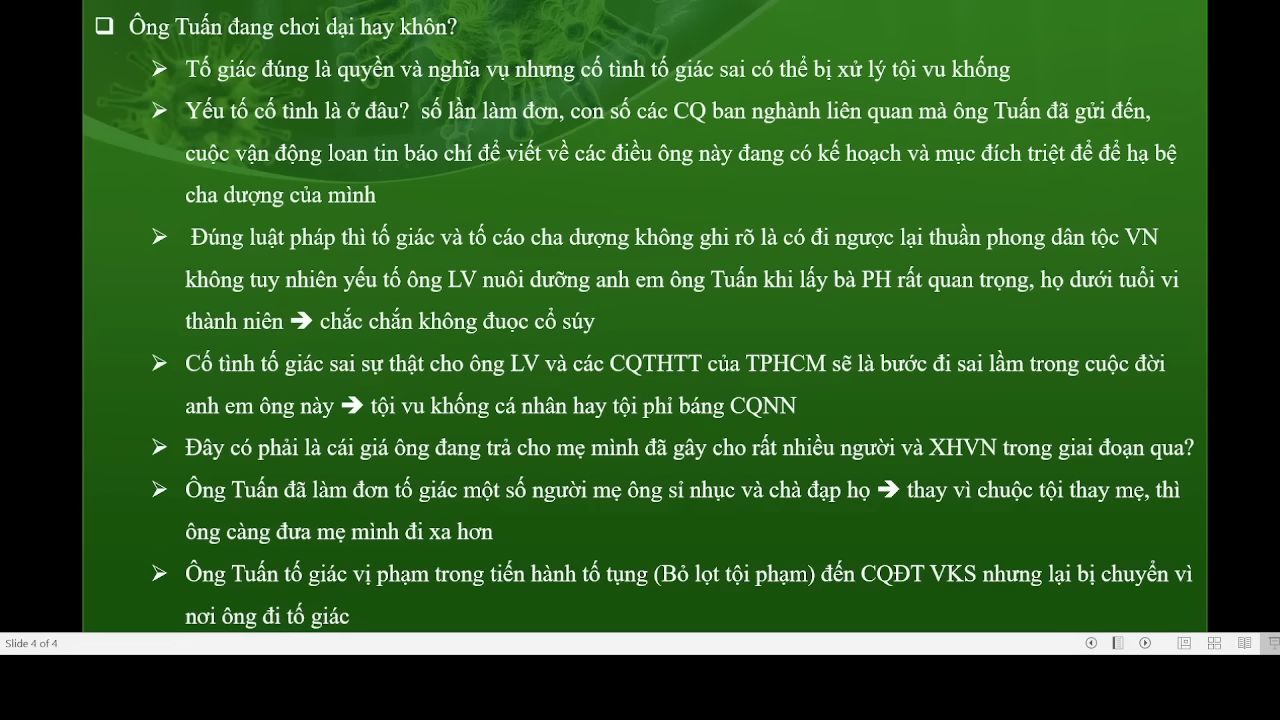 Ông Tuấn đang chơi dại hay khôn?
Tố giác đúng là quyền và nghĩa vụ nhưng cố tình tố giác sai có thể bị xử lý tội vu khống
Yếu tố cố tình là ở đâu? số lần làm đơn, con số các CQ ban nghành liên quan mà ông Tuấn đã gửi đến,
cuộc vận động loan tin báo chí để viết về các điều ông này đang có kế hoạch và mục đích triệt để để hạ bệ
cha dượng của mình
Đúng luật pháp thì tố giác và tố cáo cha dượng không ghi rõ là có đi ngược lại thuần phong dân tộc VN
không tuy nhiên yếu tố ông LV nuôi dưỡng anh em ông Tuấn khi lấy bà PH rất quan trọng, họ dưới tuổi vi
thành niên ➔ chắc chắn không đuọc cổ súy
Cố tình tố giác sai sự thật cho ông LV và các CQTHTT của TPHCM sẽ là bước đi sai lầm trong cuộc đời
anh em ông này ➔ tội vu khống cá nhân hay tội phỉ báng CQNN
Đây có phải là cái giá ông đang trả cho mẹ mình đã gây cho rất nhiều người và XHVN trong giai đoạn qua?
Ông Tuấn đã làm đơn tố giác một số người mẹ ông sỉ nhục và chà đạp họ ➔ thay vì chuộc tội thay mẹ, thì
ông càng đưa mẹ mình đi xa hơn
Ông Tuấn tố giác vị phạm trong tiến hành tố tụng (Bỏ lọt tội phạm) đến CQĐT VKS nhưng lại bị chuyển vì
nơi ông đi tố giác
Slide 4 of 4